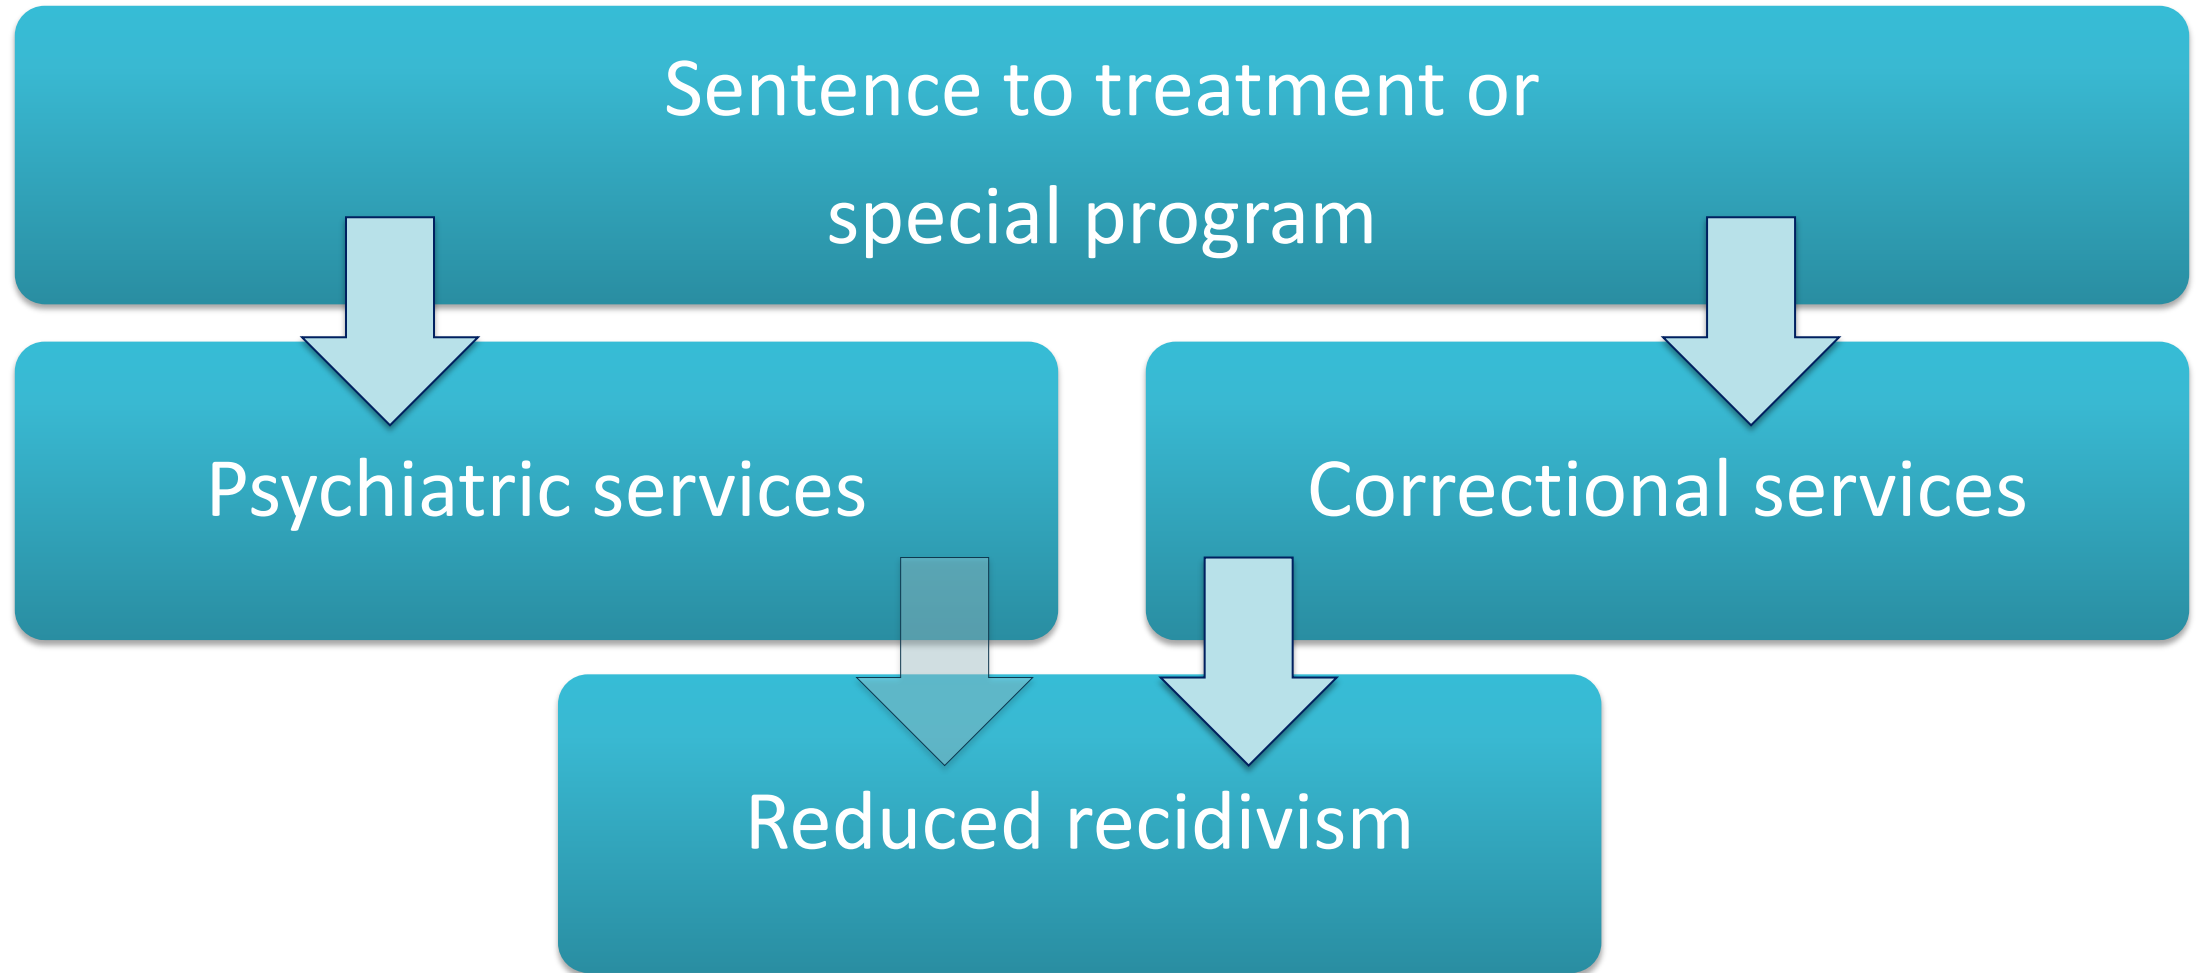 Sentence to treatment or
special program
Psychiatric services
Correctional services
Reduced recidivism